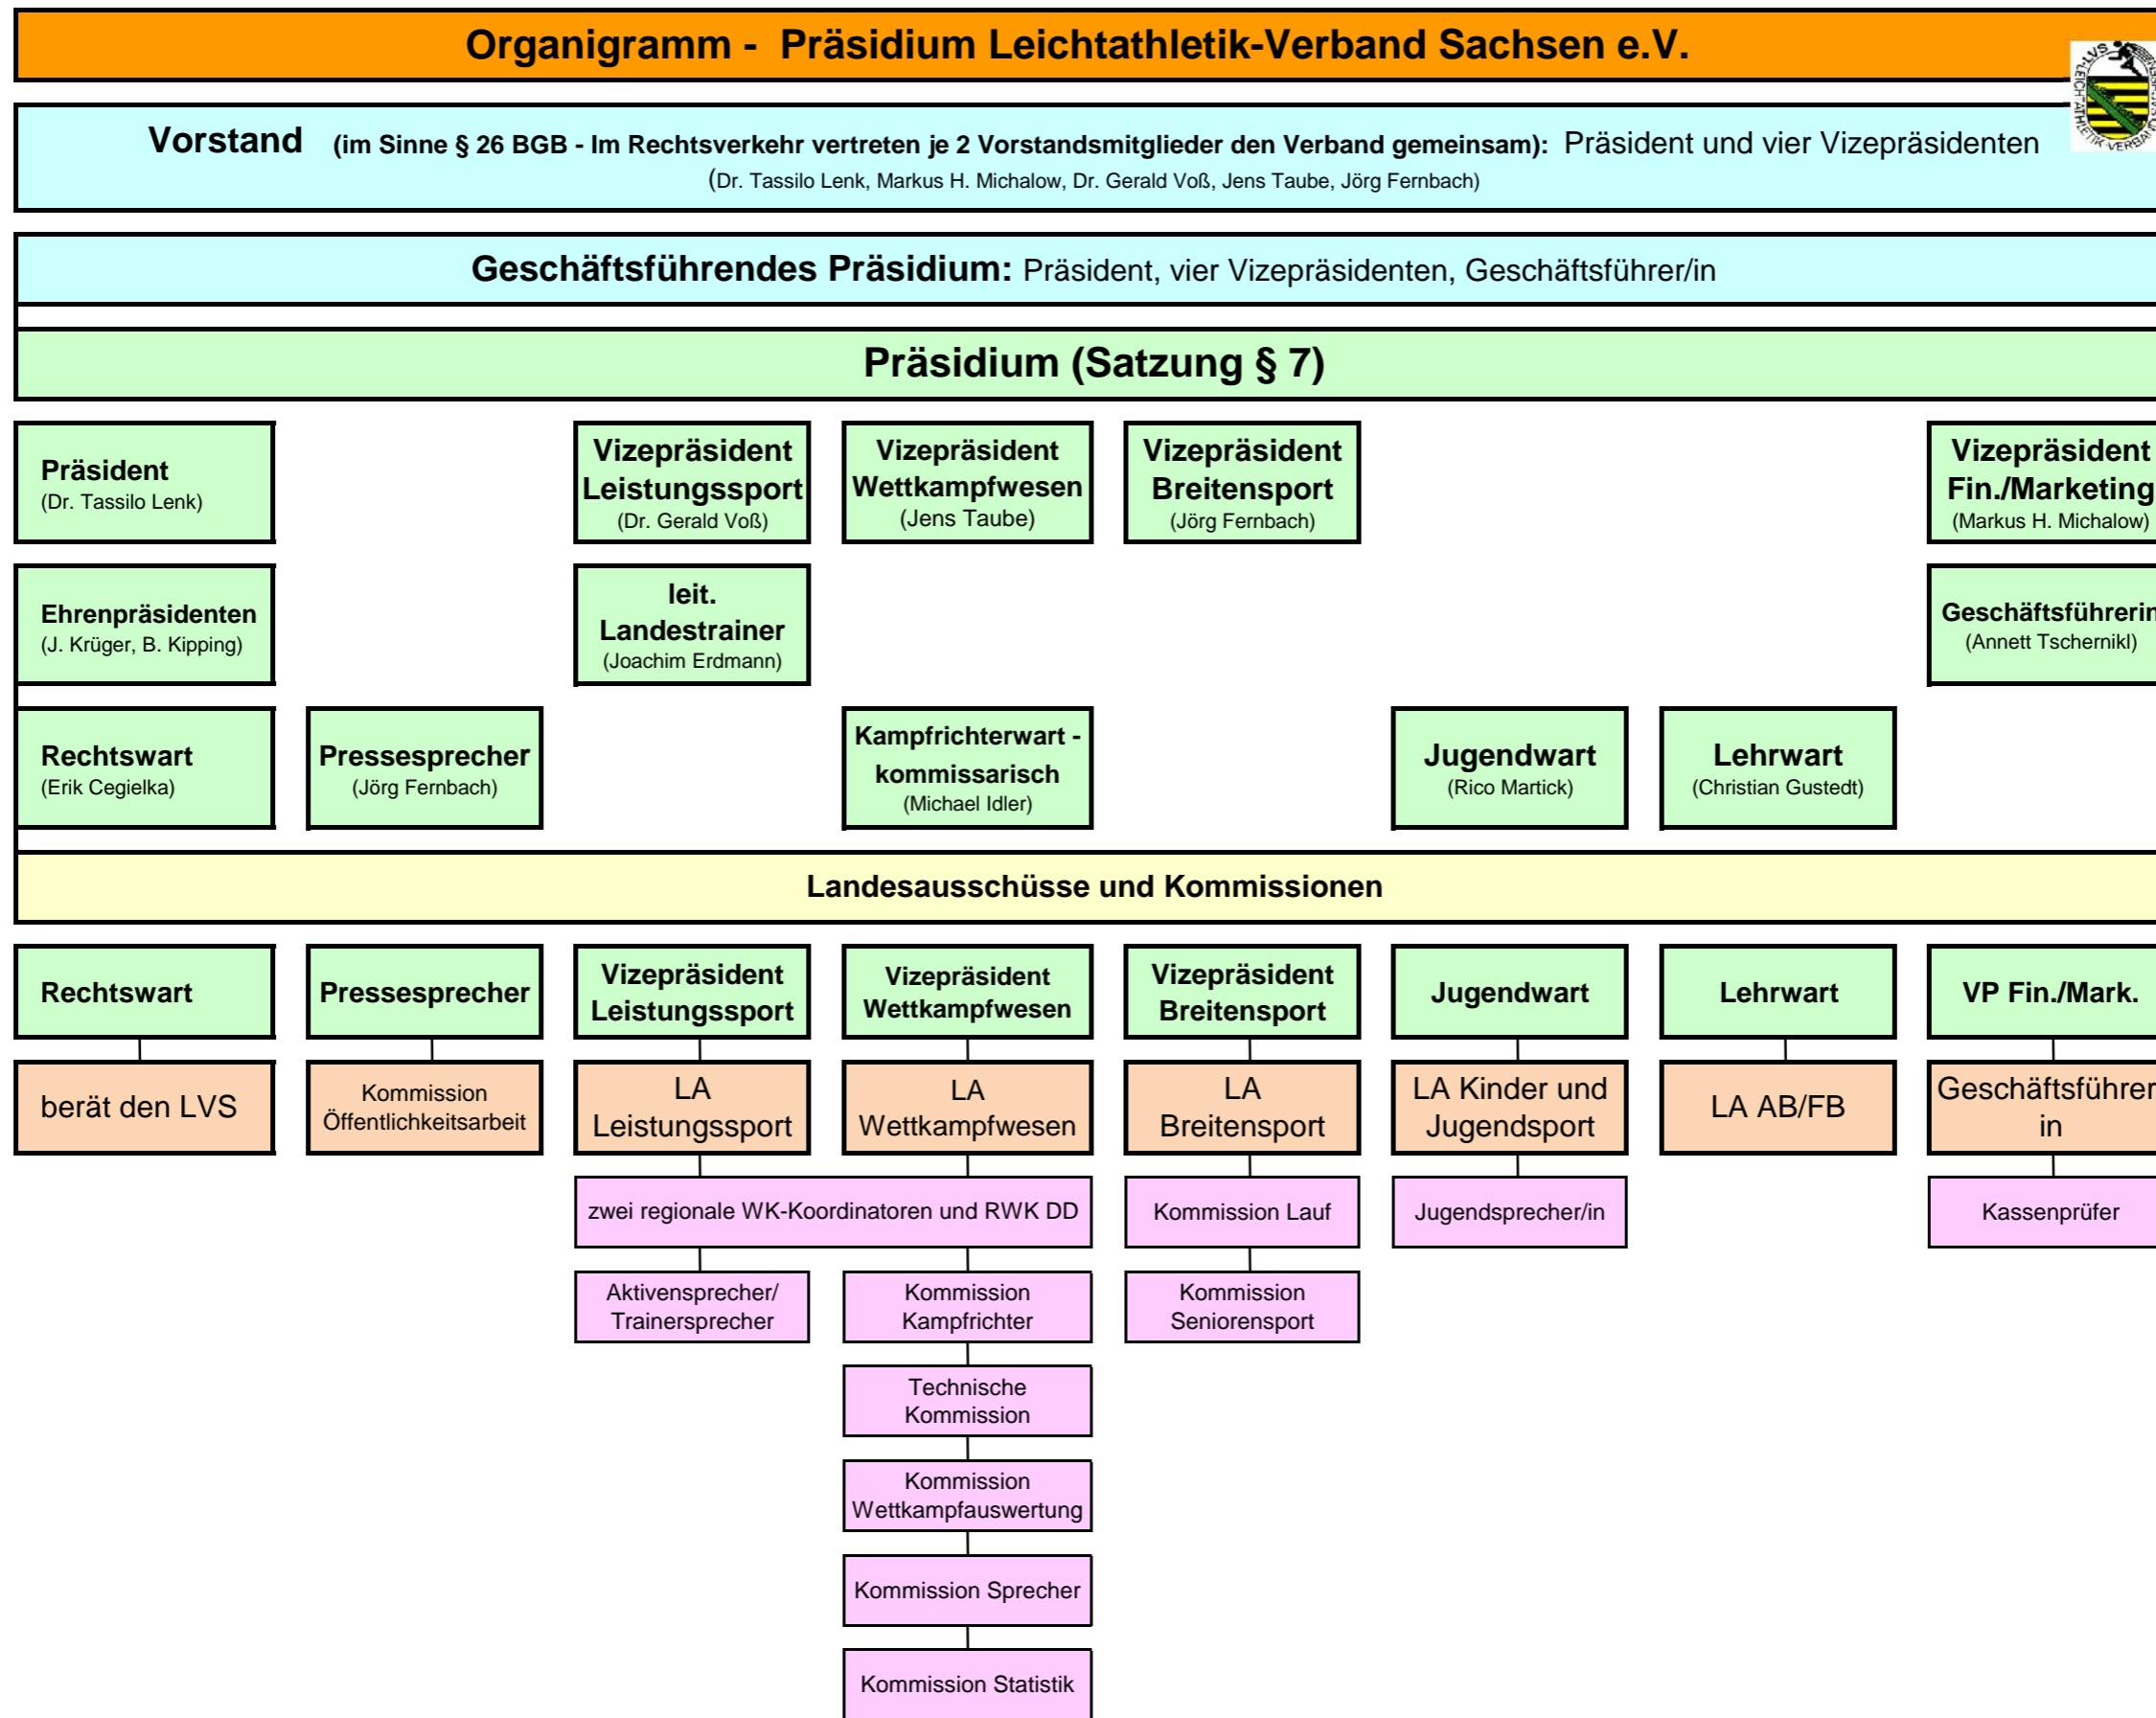 Organigramm - Präsidium Leichtathletik-Verband Sachsen e.V.
Vorstand (im Sinne § 26 BGB - Im Rechtsverkehr vertreten je 2 Vorstandsmitglieder den Verband gemeinsam): Präsident und vier Vizepräsidenten
(Dr. Tassilo Lenk, Markus H. Michalow, Dr. Gerald Voß, Jens Taube, Jörg Fernbach)
Geschäftsführendes Präsidium: Präsident, vier Vizepräsidenten, Geschäftsführer/in
Präsidium (Satzung § 7)
Präsident
(Dr. Tassilo Lenk)
Vizepräsident
Leistungssport
(Dr. Gerald Voß)
Vizepräsident
Wettkampfwesen
(Jens Taube)
Vizepräsident
Breitensport
(Jörg Fernbach)
Vizepräsident
Fin./Marketing
(Markus H. Michalow)
Ehrenpräsidenten
(J. Krüger, B. Kipping)
leit.
Landestrainer
(Joachim Erdmann)
Geschäftsführerin
(Annett Tschernikl)
Rechtswart
(Erik Cegielka)
Pressesprecher
(Jörg Fernbach)
Kampfrichterwart -
kommissarisch
(Michael Idler)
Jugendwart
(Rico Martick)
Lehrwart
(Christian Gustedt)
Landesausschüsse und Kommissionen
Rechtswart
Pressesprecher
Vizepräsident
Leistungssport
Vizepräsident
Wettkampfwesen
Vizepräsident
Breitensport
Jugendwart
Lehrwart
VP Fin./Mark.
berät den LVS
Kommission
Öffentlichkeitsarbeit
LA
Leistungssport
LA
Wettkampfwesen
LA
Breitensport
LA Kinder und
Jugendsport
LA AB/FB
Geschäftsführer
in
zwei regionale WK-Koordinatoren und RWK DD
Kommission Lauf
Jugendsprecher/in
Kassenprüfer
Aktivensprecher/
Trainersprecher
Kommission
Kampfrichter
Kommission
Seniorensport
Technische
Kommission
Kommission
Wettkampfauswertung
Kommission Sprecher
Kommission Statistik